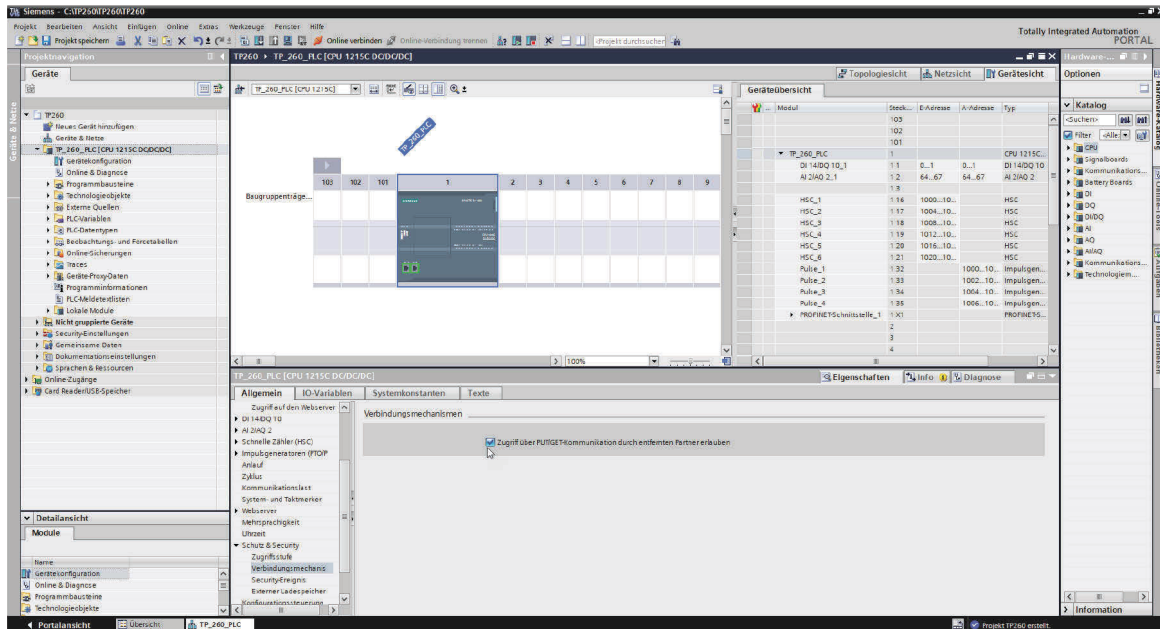 Siemens - C:\TP260\TP260\TP260
Projekt Bearbeiten Ansicht Einfügen Online Extras Werkzeuge Fenster Hilfe
Totally Integrated Automation
PORTAL
Projekt speichern
Online verbinden
Online-Verbindung trennen
<Projekt durchsuchen>
Projektnavigation
TP260 TP_260_PLC [CPU 1215C DC/DC/DC]
Hardware-...
Geräte
Topologiesicht
Netzsicht
Gerätesicht
Optionen
TP260
Neues Gerät hinzufügen
Geräte & Netze
TP_260_PLC [CPU 1215C DC/DC/DC]
Gerätekonfiguration
Online & Diagnose
Programmbausteine
Technologieobjekte
Externe Quellen
PLC-Variablen
PLC-Datentypen
Beobachtungs- und Forcetabellen
Online-Sicherungen
Traces
Geräte-Proxy-Daten
Programminformationen
PLC-Meldetextlisten
Lokale Module
Nicht gruppierte Geräte
Security-Einstellungen
Gemeinsame Daten
Dokumentationseinstellungen
Sprachen & Ressourcen
Online-Zugänge
Card Reader/USB-Speicher
TP_260_PLC [CPU 1215C]
TP_260_PLC
103 102 101 1 2 3 4 5 6 7 8 9
Baugruppenträge...
100%
Geräteübersicht
... Modul Steck... E-Adresse A-Adresse Typ
103
102
101
TP_260_PLC 1 CPU 1215C...
DI 14/DQ 10_1 1 1 0...1 0...1 DI 14/DQ 10
AI 2/AQ 2_1 1 2 64...67 64...67 AI 2/AQ 2
1 3
HSC_1 1 16 1000...10... HSC
HSC_2 1 17 1004...10... HSC
HSC_3 1 18 1008...10... HSC
HSC_4 1 19 1012...10... HSC
HSC_5 1 20 1016...10... HSC
HSC_6 1 21 1020...10... HSC
Pulse_1 1 32 1000...10... Impulsgen...
Pulse_2 1 33 1002...10... Impulsgen...
Pulse_3 1 34 1004...10... Impulsgen...
Pulse_4 1 35 1006...10... Impulsgen...
PROFINET-Schnittstelle_1 1 X1 PROFINET-S...
2
3
4
Katalog
<Suchen>
Filter <Alle>
CPU
Signalboards
Kommunikations...
Battery Boards
DI
DQ
DI/DQ
AI
AQ
AI/AQ
Kommunikations...
Technologiem...
Information
Hardware-Katalog
Online-Tools
Aufgaben
Bibliotheken
Geräte & Netze
TP_260_PLC [CPU 1215C DC/DC/DC]
Eigenschaften
Info
Diagnose
Allgemein IO-Variablen Systemkonstanten Texte
Zugriff auf den Webserver
DI 14/DQ 10
AI 2/AQ 2
Schnelle Zähler (HSC)
Impulsgeneratoren (PTO/P
Anlauf
Zyklus
Kommunikationslast
System- und Taktmerker
Webserver
Mehrsprachigkeit
Uhrzeit
Schutz & Security
Zugriffsstufe
Verbindungsmechanis
Security-Ereignis
Externer Ladespeicher
Konfigurationssteuerung
Verbindungsmechanismen
Zugriff über PUT/GET-Kommunikation durch entfernten Partner erlauben
Detailansicht
Module
Name
Gerätekonfiguration
Online & Diagnose
Programmbausteine
Technologieobjekte
Portalansicht
Übersicht
TP_260_PLC
Projekt TP260 erstellt.